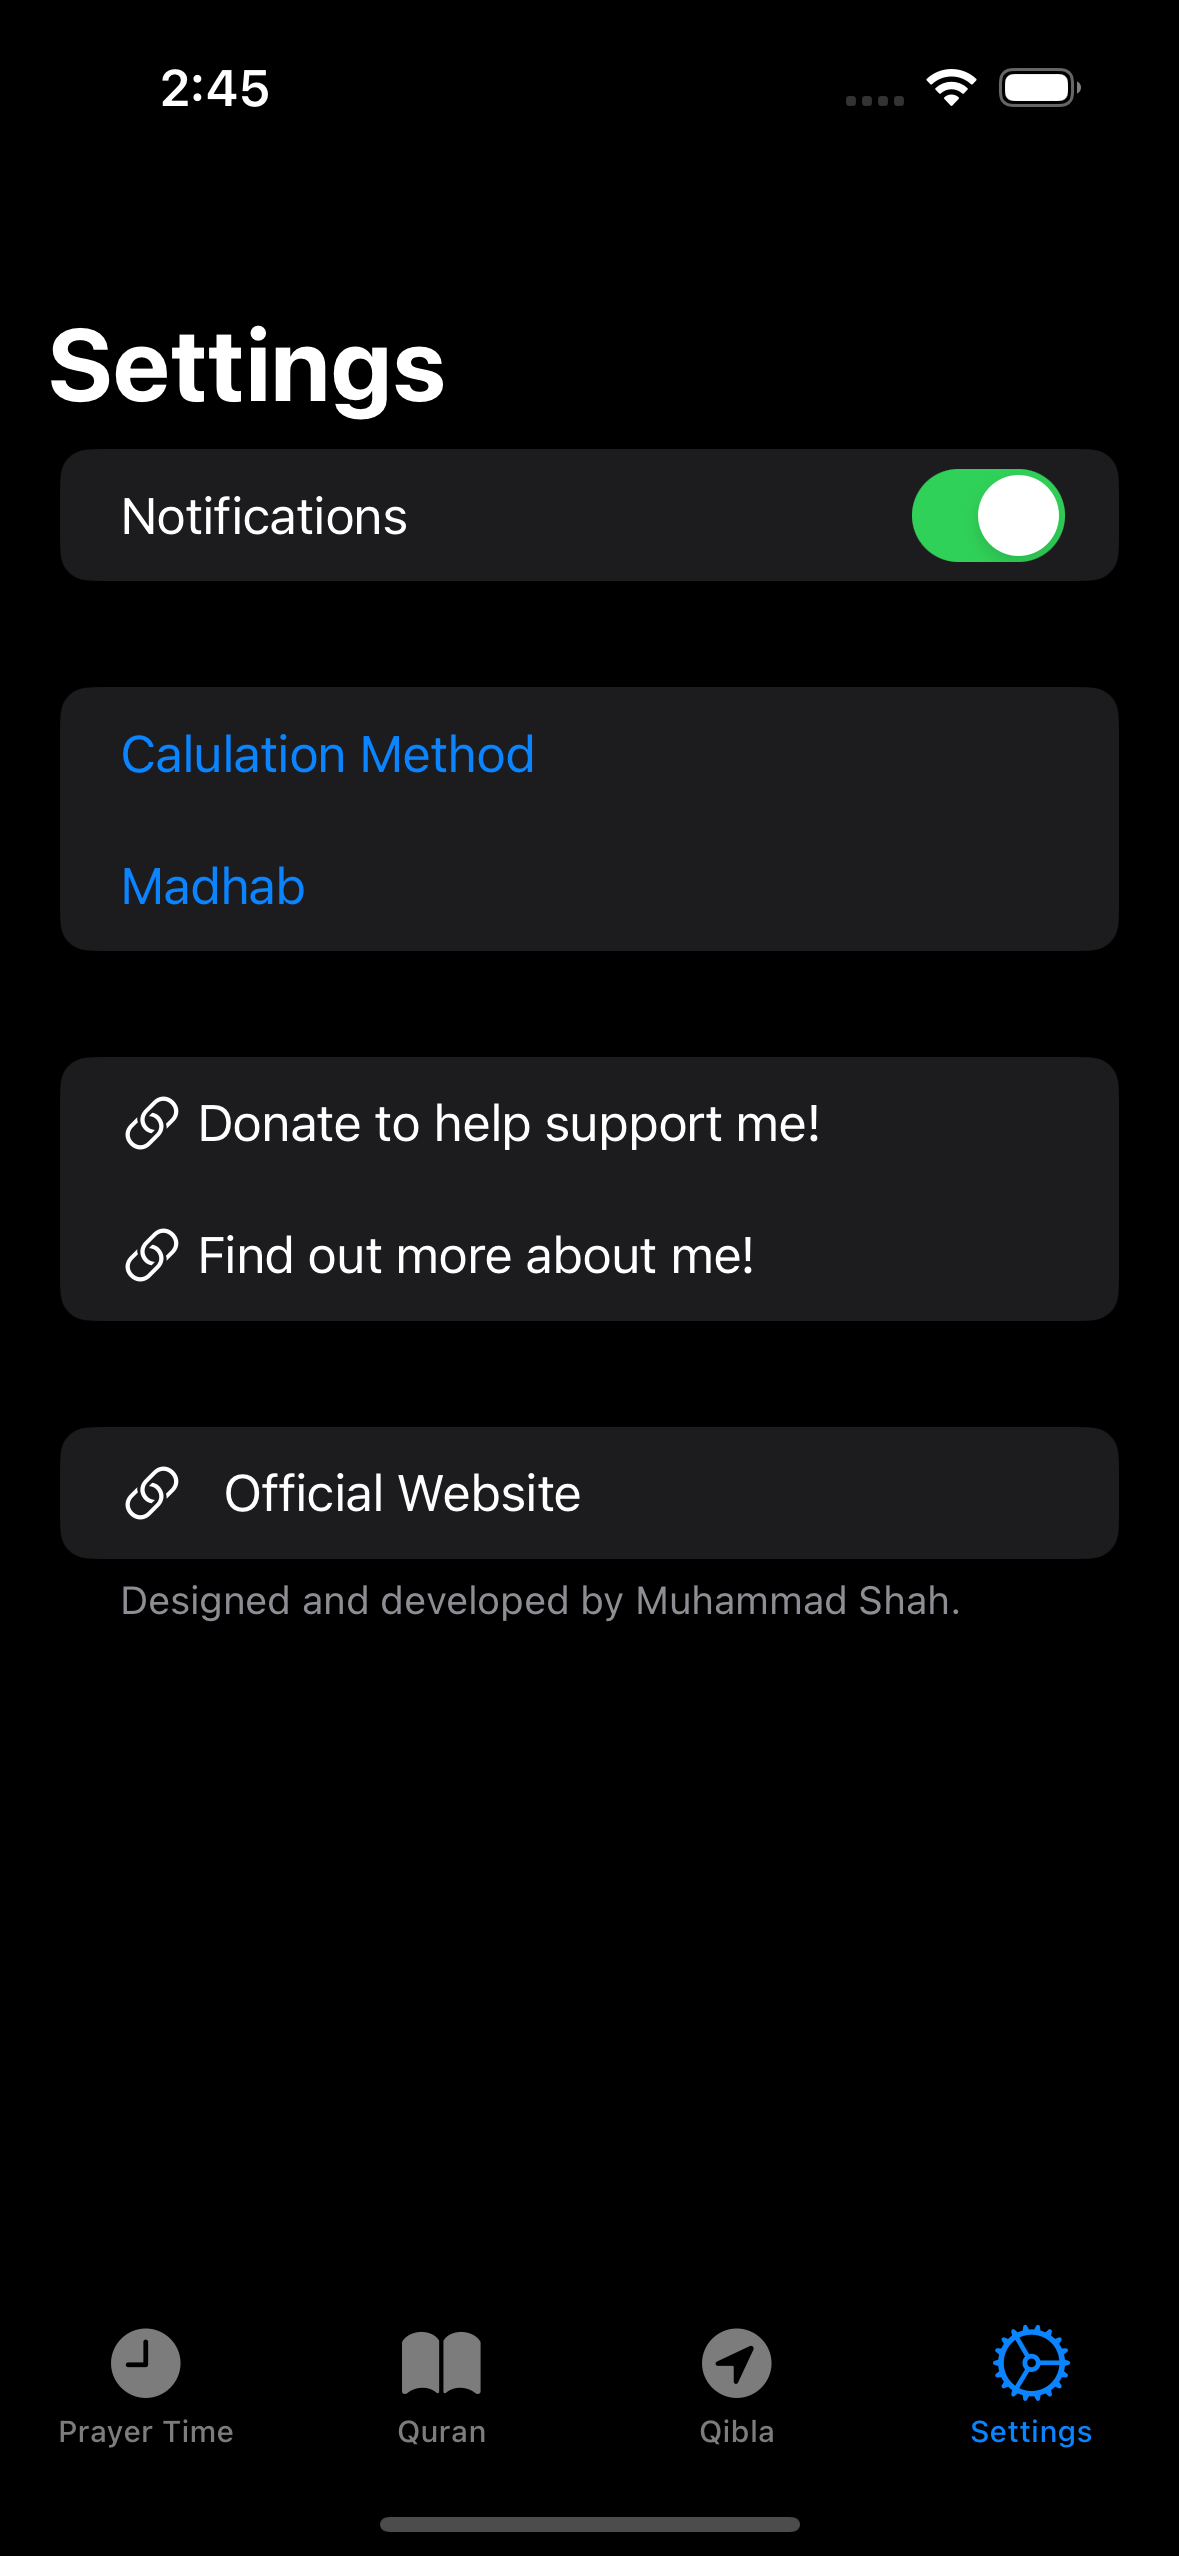 2:45
Settings
Notifications
Calulation Method
Madhab
Donate to help support me!
Find out more about me!
Official Website
Designed and developed by Muhammad Shah.
Prayer Time
Quran
Qibla
Settings